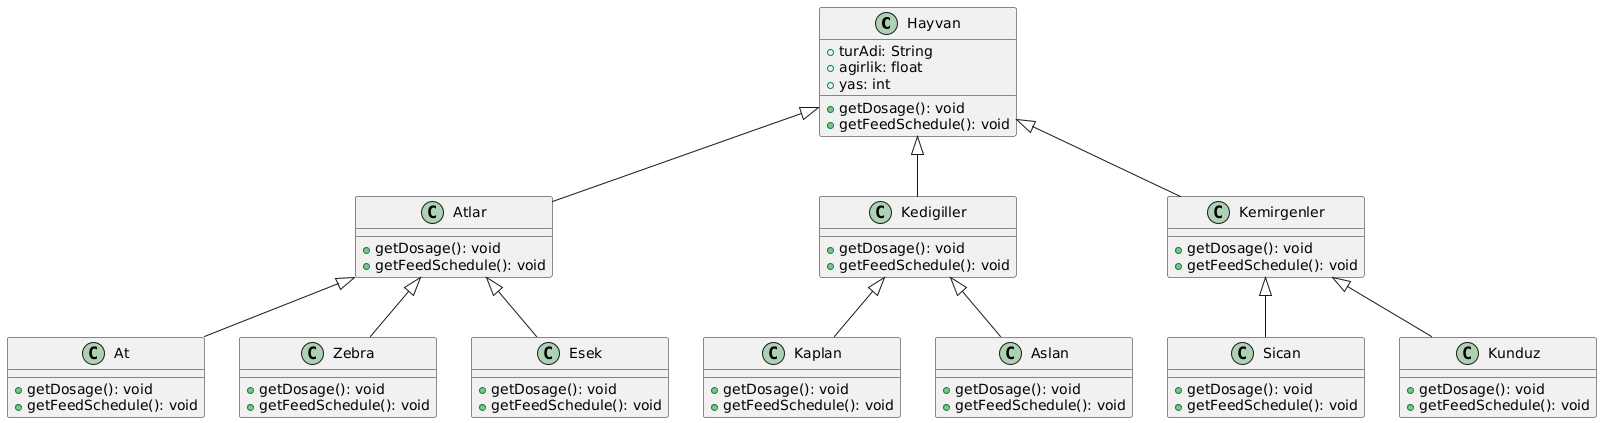 C Hayvan
turAdi: String
agirlik: float
yas: int
getDosage(): void
getFeedSchedule(): void
C Atlar
getDosage(): void
getFeedSchedule(): void
C Kedigiller
getDosage(): void
getFeedSchedule(): void
C Kemirgenler
getDosage(): void
getFeedSchedule(): void
C At
getDosage(): void
getFeedSchedule(): void
C Zebra
getDosage(): void
getFeedSchedule(): void
C Esek
getDosage(): void
getFeedSchedule(): void
C Kaplan
getDosage(): void
getFeedSchedule(): void
C Aslan
getDosage(): void
getFeedSchedule(): void
C Sican
getDosage(): void
getFeedSchedule(): void
C Kunduz
getDosage(): void
getFeedSchedule(): void